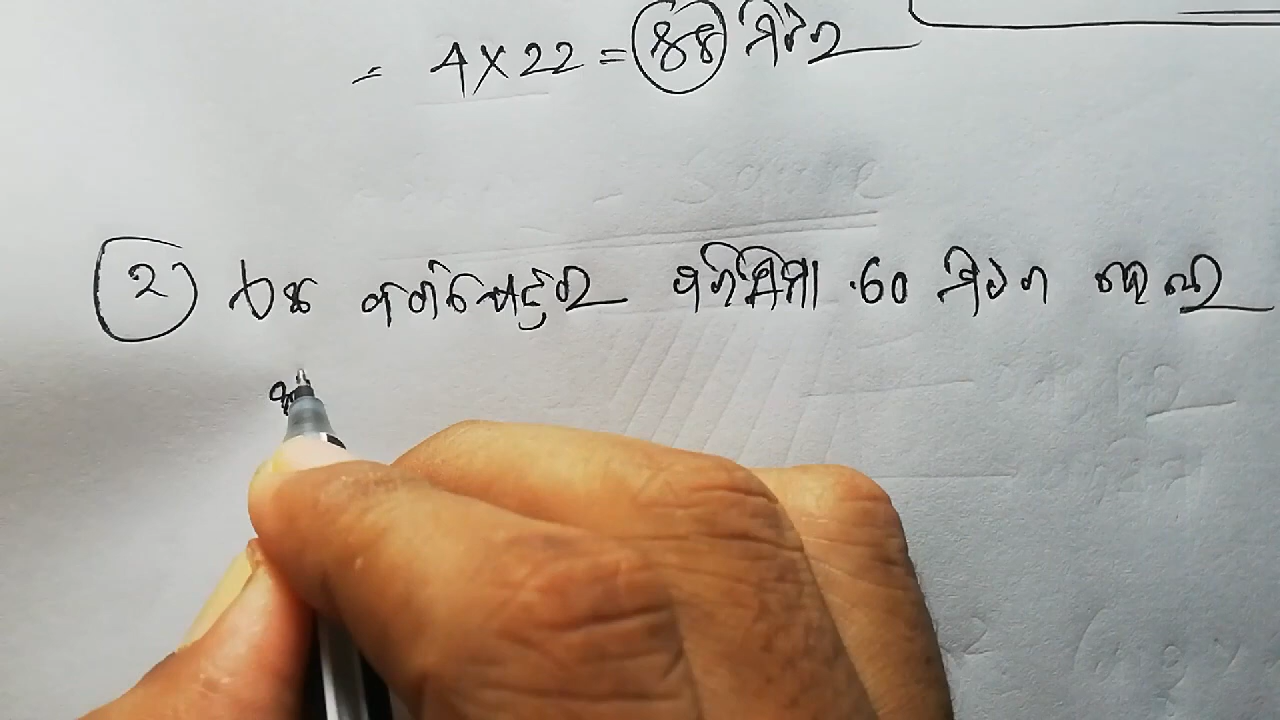 = 4 X 22 = 88 ମିଟର
2 ଏକ ବର୍ଗକ୍ଷେତ୍ରର ପରିସୀମା 60 ମିଟର ହେଲେ